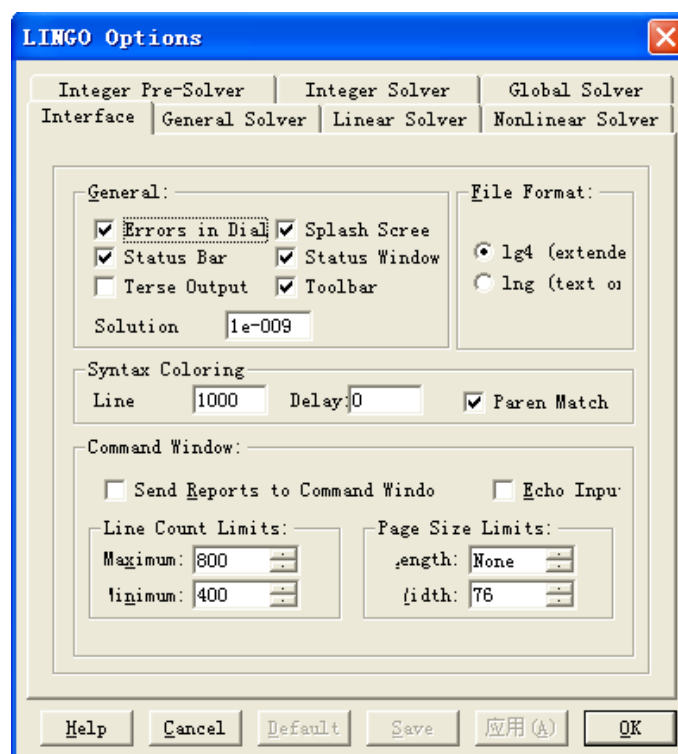 LINGO Options
Integer Pre-Solver Integer Solver Global Solver
Interface General Solver Linear Solver Nonlinear Solver
General: File Format:
Errors in Dial Splash Scree
Status Bar Status Window lg4 (extende
Terse Output Toolbar lng (text or
Solution 1e-009
Syntax Coloring
Line 1000 Delay: 0 Paren Match
Command Window:
Send Reports to Command Windo Echo Inpu
Line Count Limits: Page Size Limits:
Maximum: 800 ength: None
inimum: 400 idth: 76
Help Cancel Default Save 应用(A) OK